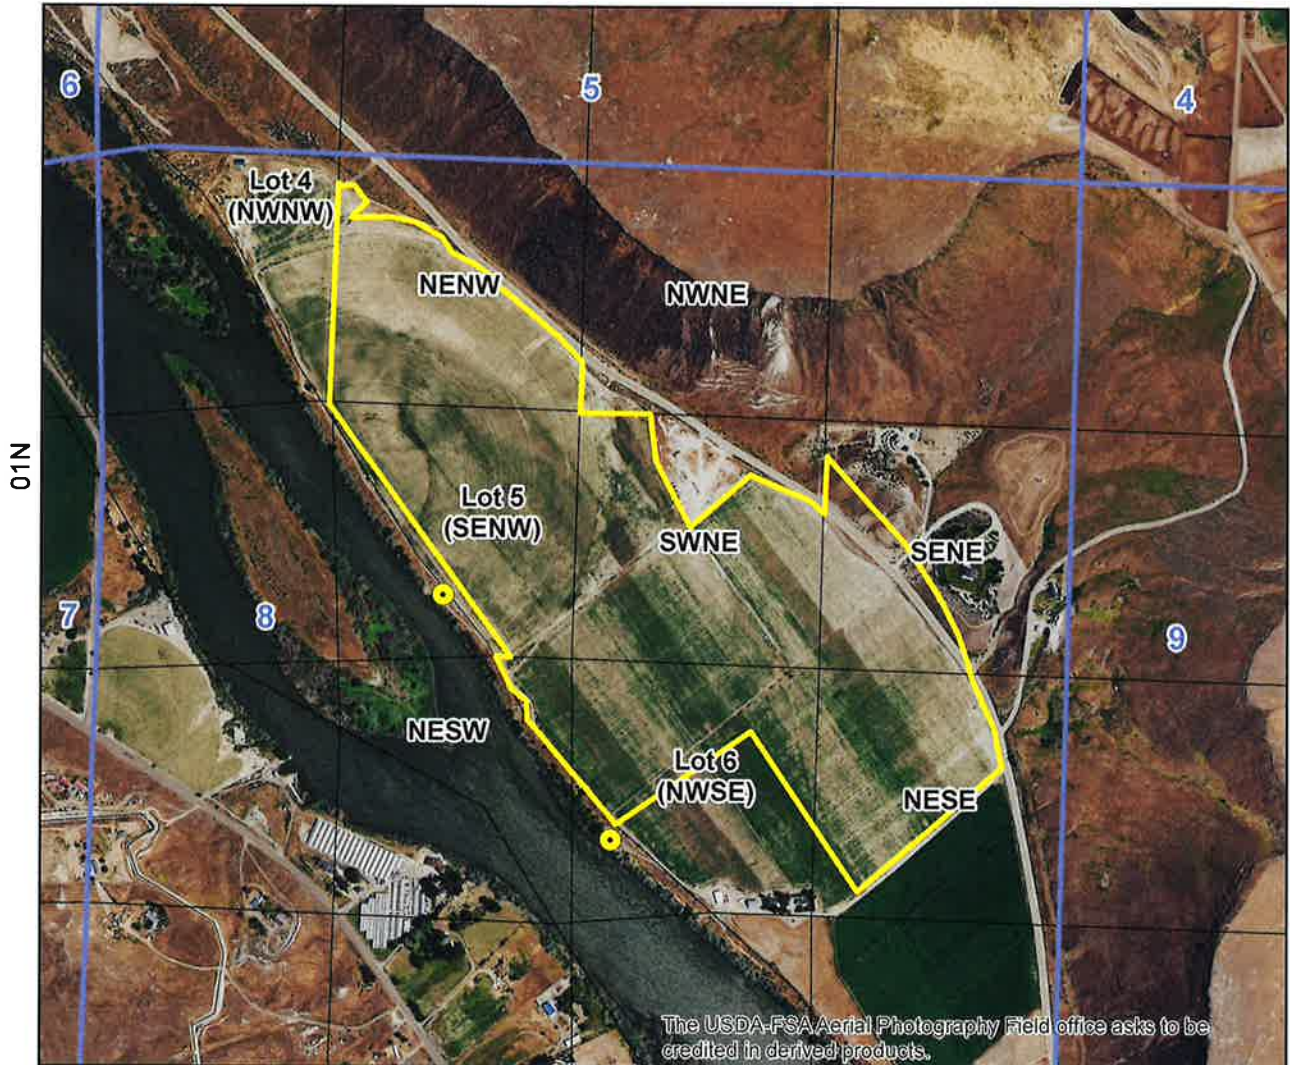 6
5
4
Lot 4
(NWNW)
NENW
NWNE
01N
Lot 5
(SENW)
SWNE
SENE
7
8
9
NESW
Lot 6
(NWSE)
NESE
The USDA-FSA Aerial Photography Field office asks to be
credited in derived products.